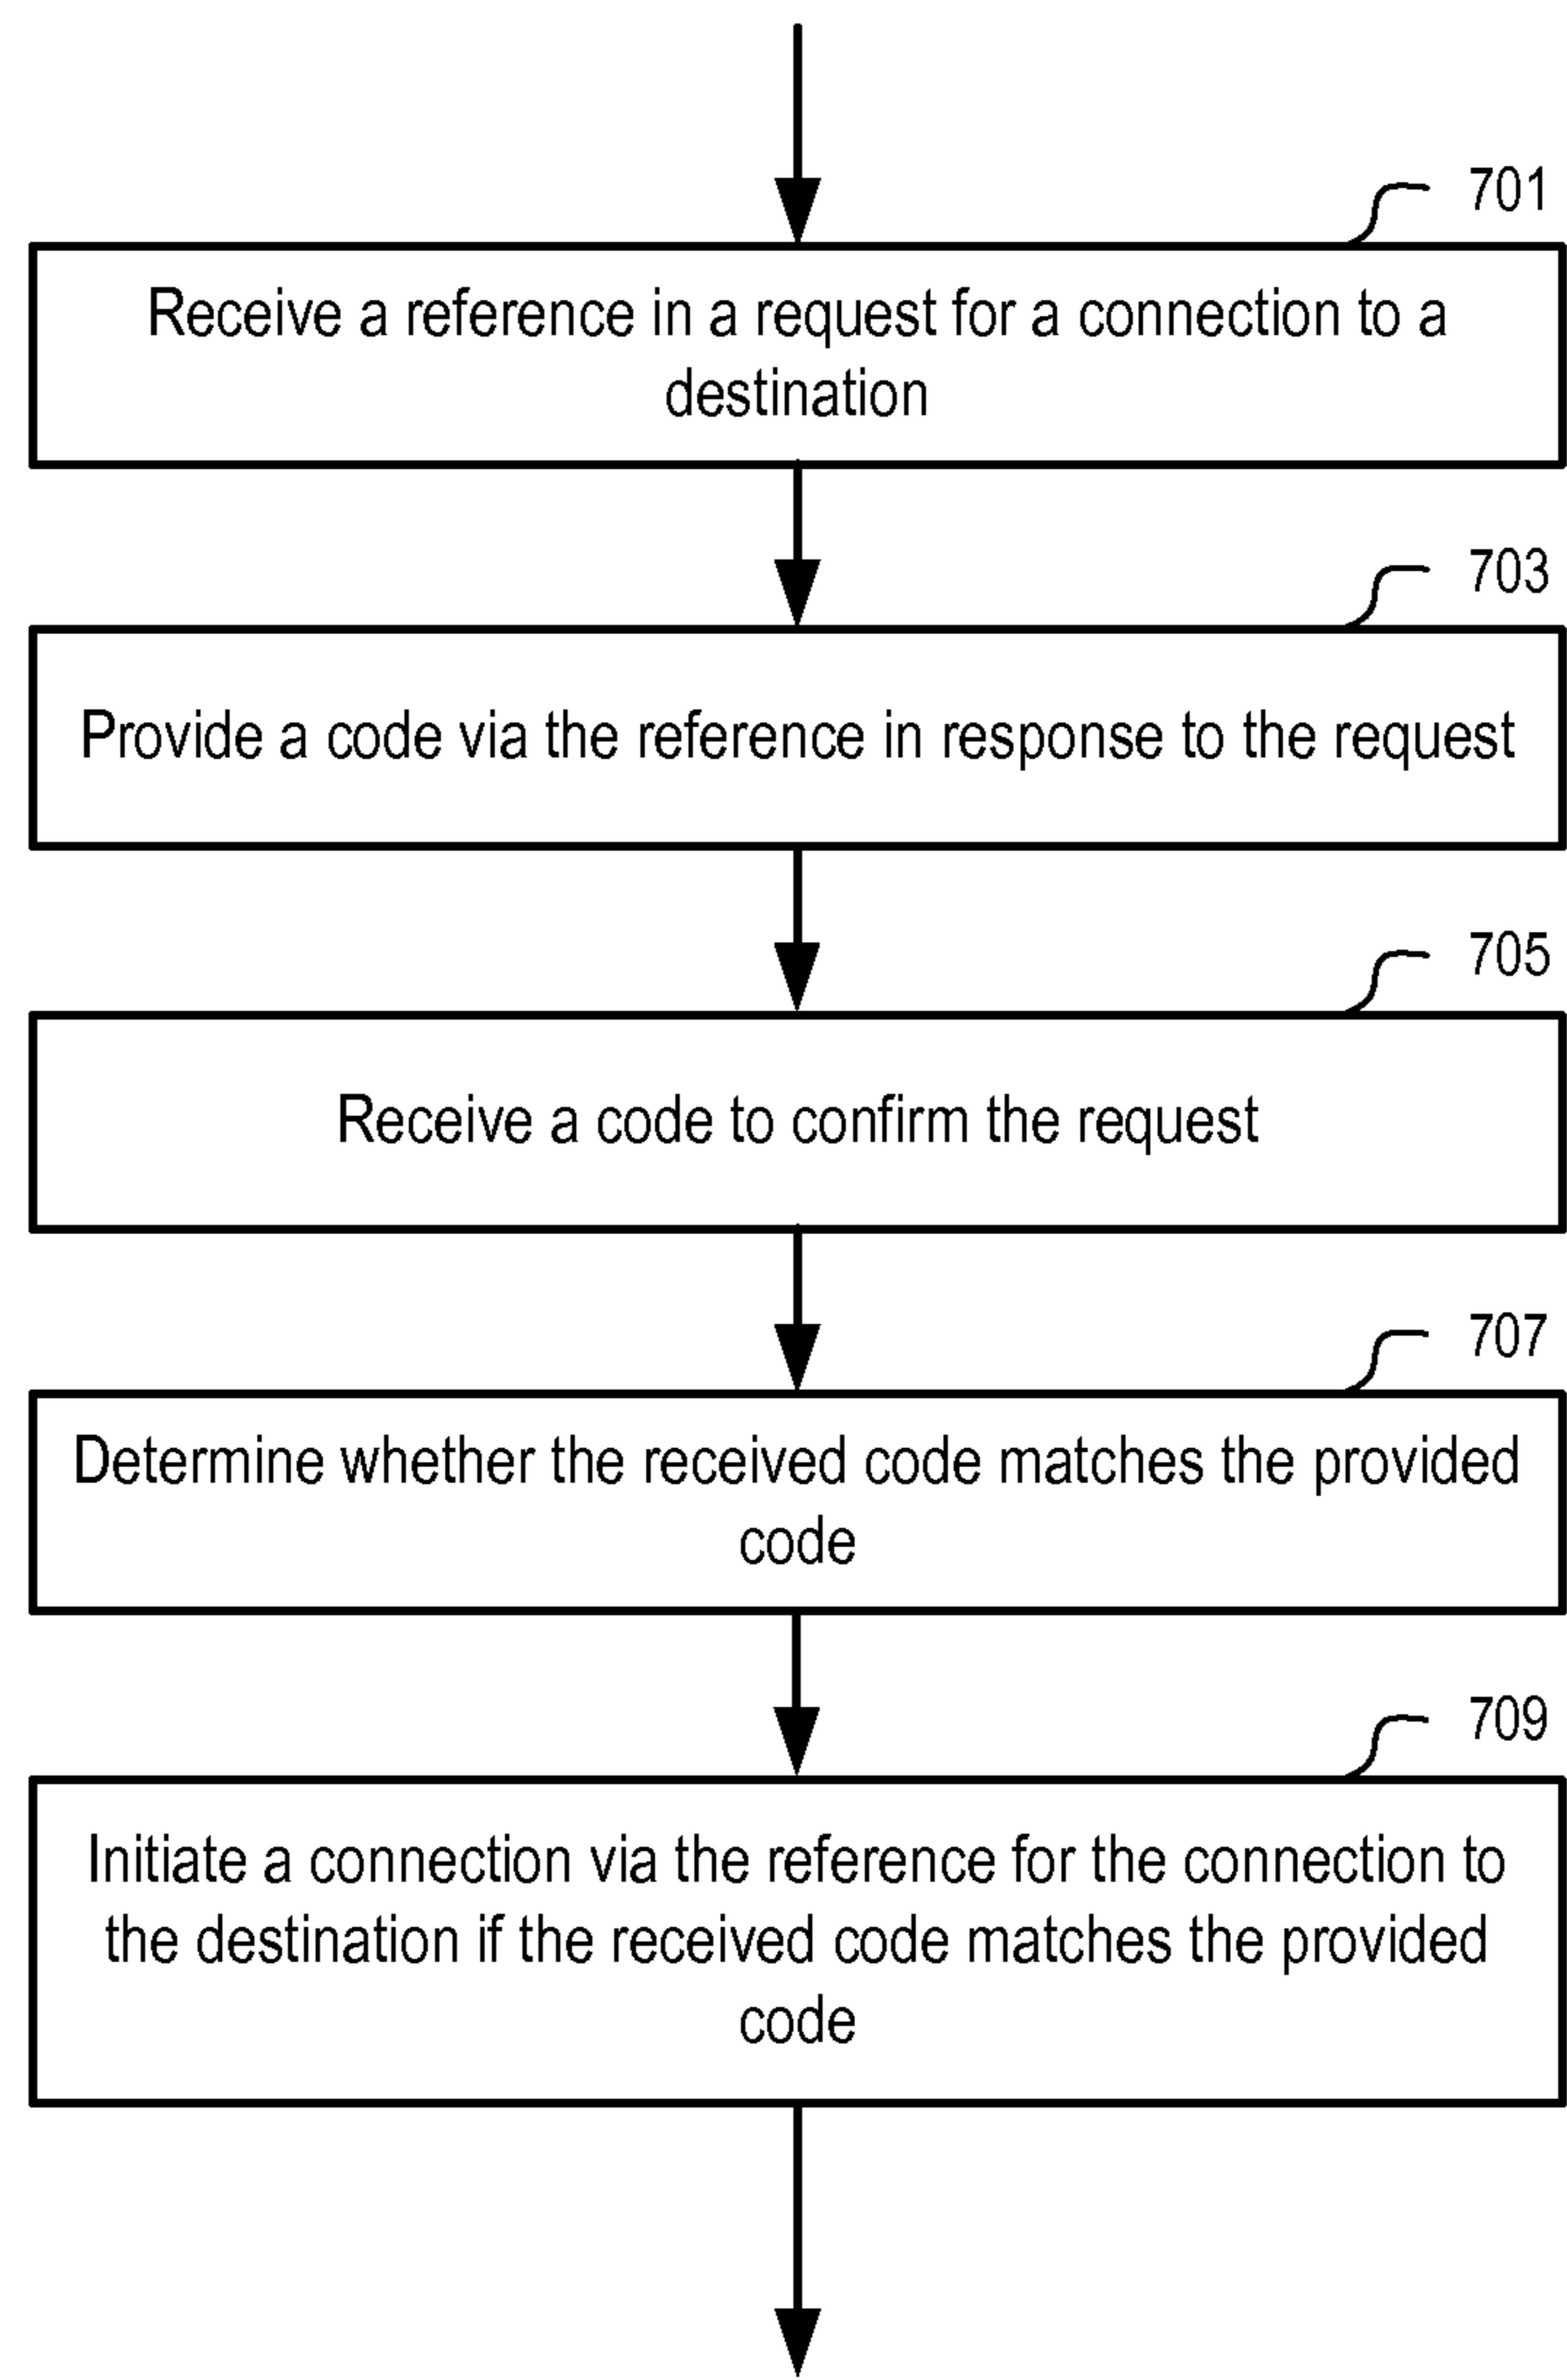 701
Receive a reference in a request for a connection to a
destination
703
Provide a code via the reference in response to the request
705
Receive a code to confirm the request
707
Determine whether the received code matches the provided
code
709
Initiate a connection via the reference for the connection to
the destination if the received code matches the provided
code